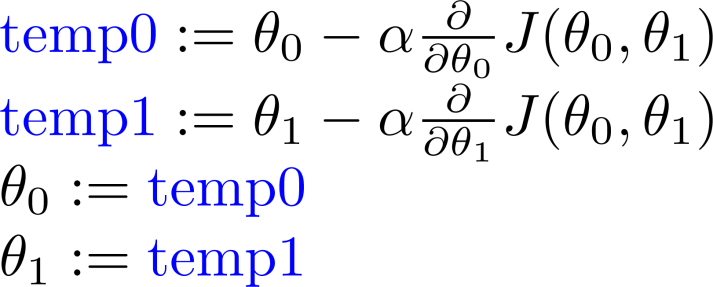 temp0 := θ₀ − α ∂/∂θ₀ J(θ₀, θ₁)
temp1 := θ₁ − α ∂/∂θ₁ J(θ₀, θ₁)
θ₀ := temp0
θ₁ := temp1